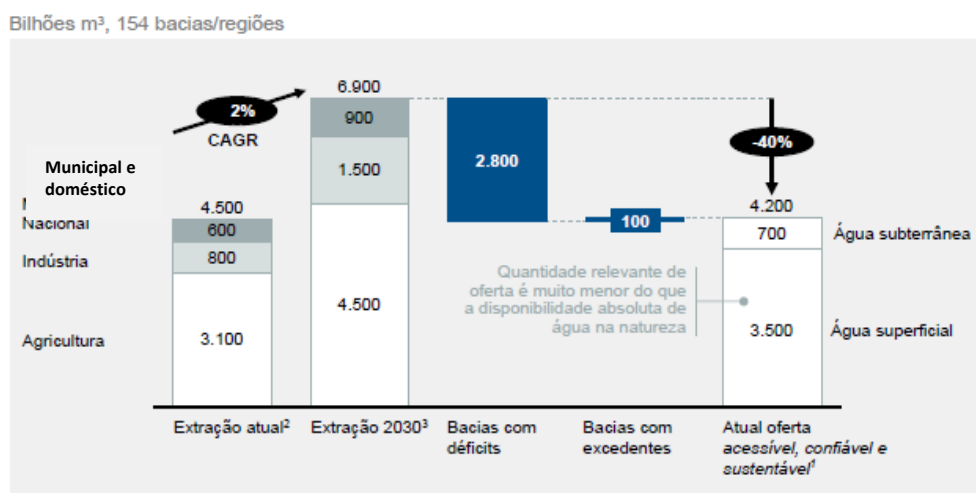 Bilhões m³, 154 bacias/regiões
6.900
2%
CAGR
900
-40%
Municipal e
doméstico
1.500
2.800
4.500
4.200
Nacional
600
100
700
Água subterrânea
Indústria
800
Quantidade relevante de
oferta é muito menor do que
a disponibilidade absoluta de
água na natureza
4.500
Agricultura
3.100
3.500
Água superficial
Extração atual²
Extração 2030³
Bacias com
déficits
Bacias com
excedentes
Atual oferta
acessível, confiável e
sustentável¹